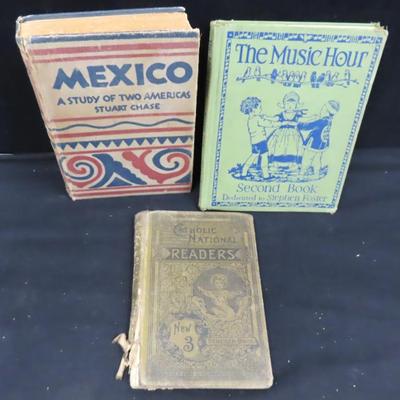 MEXICO
A STUDY OF TWO AMERICAS
STUART CHASE
The Music Hour
Second Book
Dedicated to Stephen Foster
CATHOLIC
NATIONAL
READERS
New
3